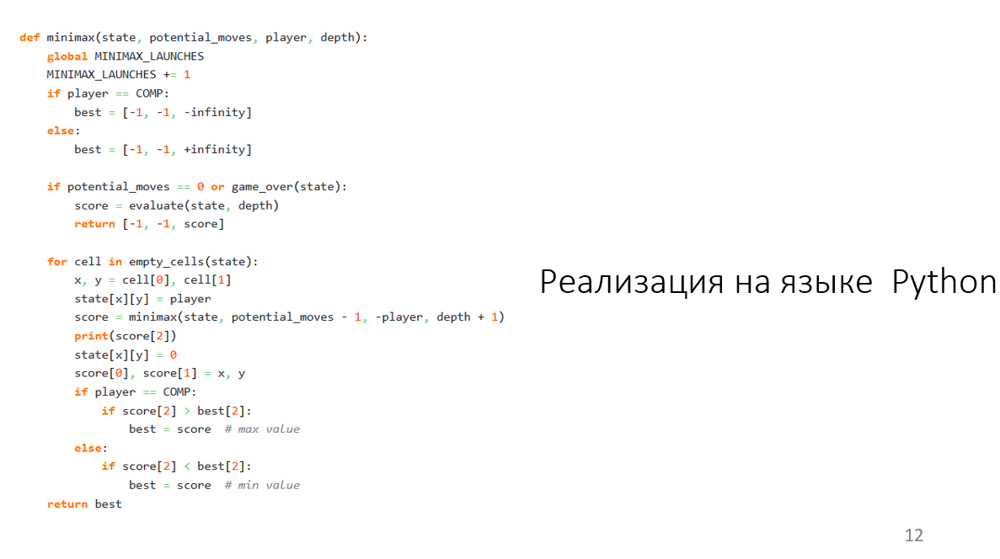 def minimax(state, potential_moves, player, depth):
    global MINIMAX_LAUNCHES
    MINIMAX_LAUNCHES += 1
    if player == COMP:
        best = [-1, -1, -infinity]
    else:
        best = [-1, -1, +infinity]

    if potential_moves == 0 or game_over(state):
        score = evaluate(state, depth)
        return [-1, -1, score]

    for cell in empty_cells(state):
        x, y = cell[0], cell[1]
        state[x][y] = player
        score = minimax(state, potential_moves - 1, -player, depth + 1)
        print(score[2])
        state[x][y] = 0
        score[0], score[1] = x, y
        if player == COMP:
            if score[2] > best[2]:
                best = score  # max value
        else:
            if score[2] < best[2]:
                best = score  # min value
    return best
Реализация на языке  Python
12